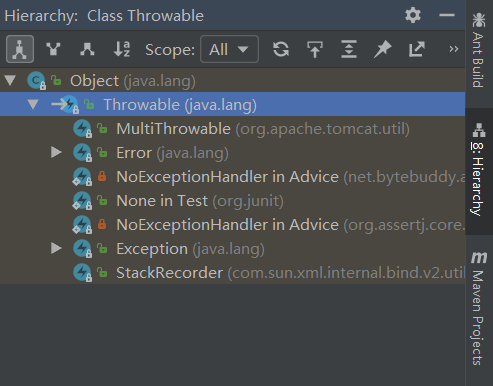 Hierarchy: Class Throwable
Scope: All
Object (java.lang)
Throwable (java.lang)
MultiThrowable (org.apache.tomcat.util)
Error (java.lang)
NoExceptionHandler in Advice (net.bytebuddy.a
None in Test (org.junit)
NoExceptionHandler in Advice (org.assertj.core.
Exception (java.lang)
StackRecorder (com.sun.xml.internal.bind.v2.util
Ant Build
8: Hierarchy
Maven Projects